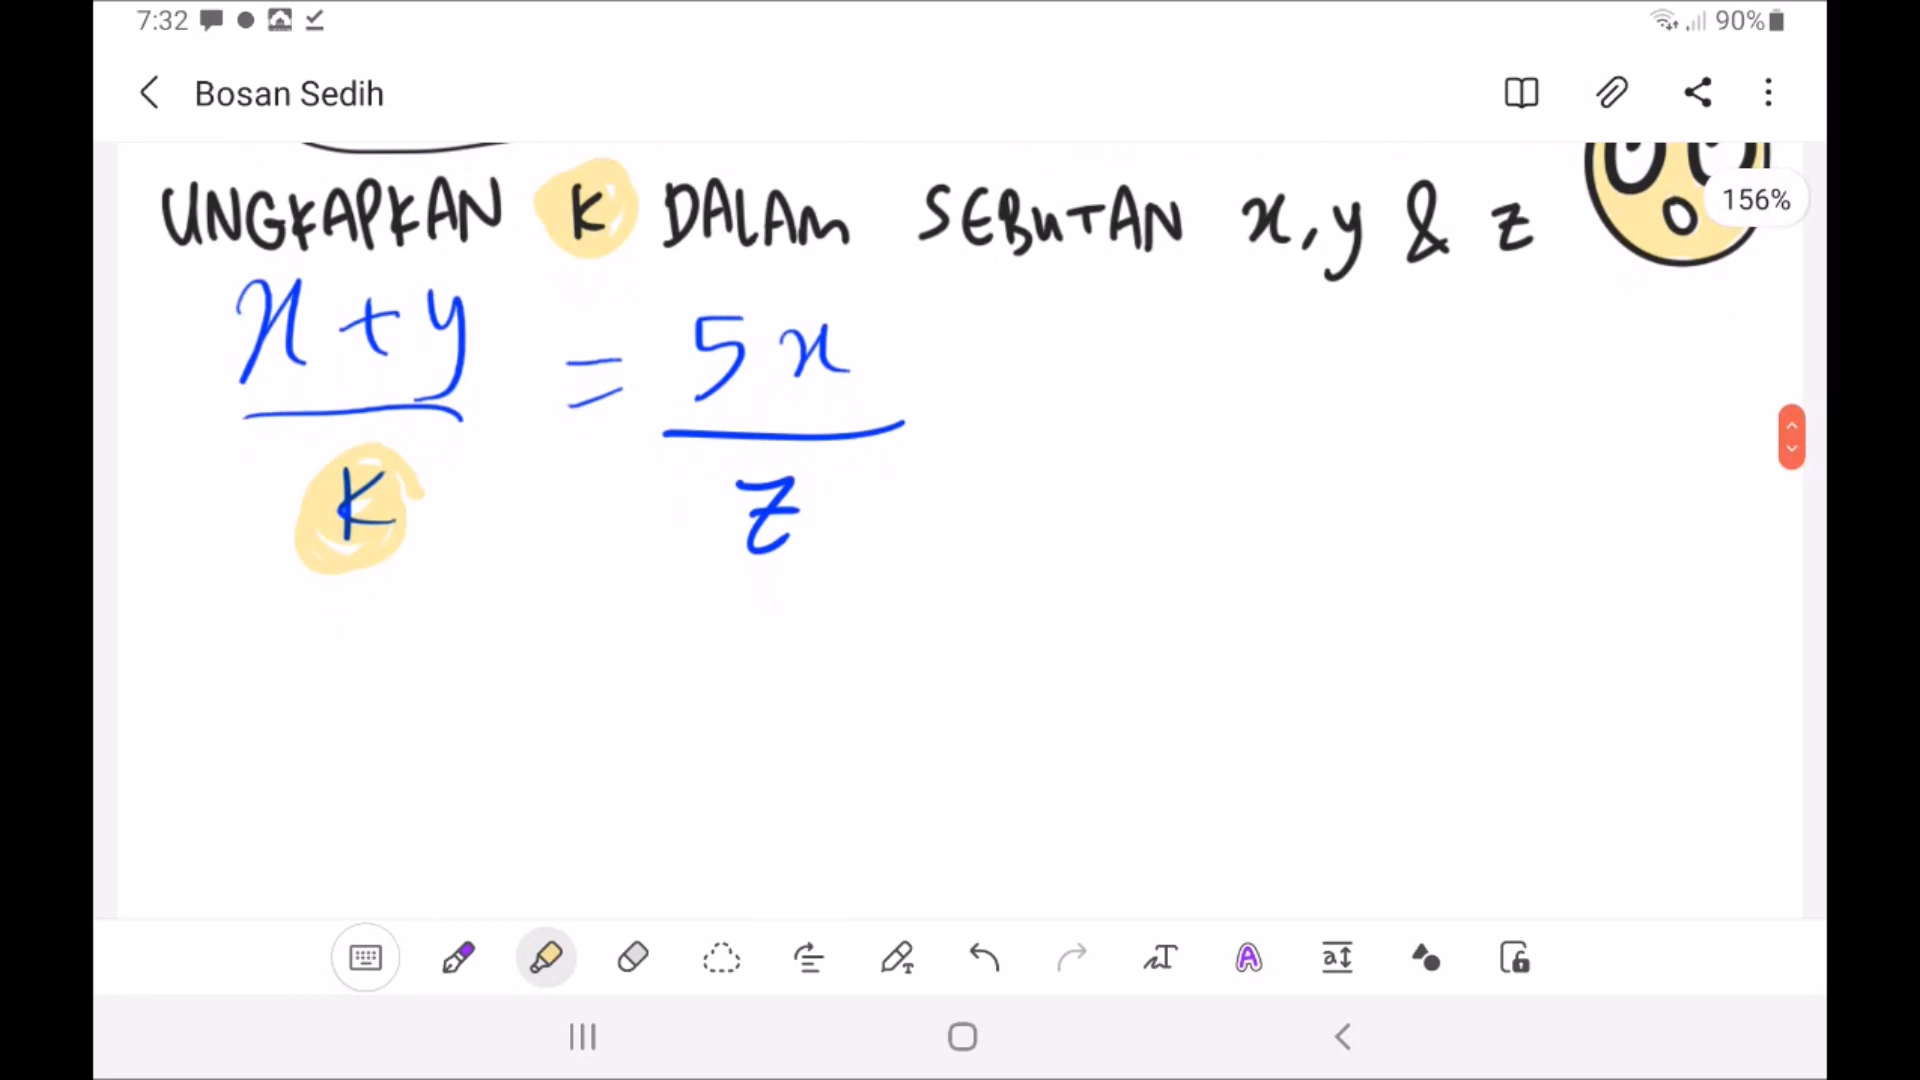 7:32 90%
Bosan Sedih
UNGKAPKAN K DALAM SEBUTAN x, y & z
156%
x + y = 5x
K z